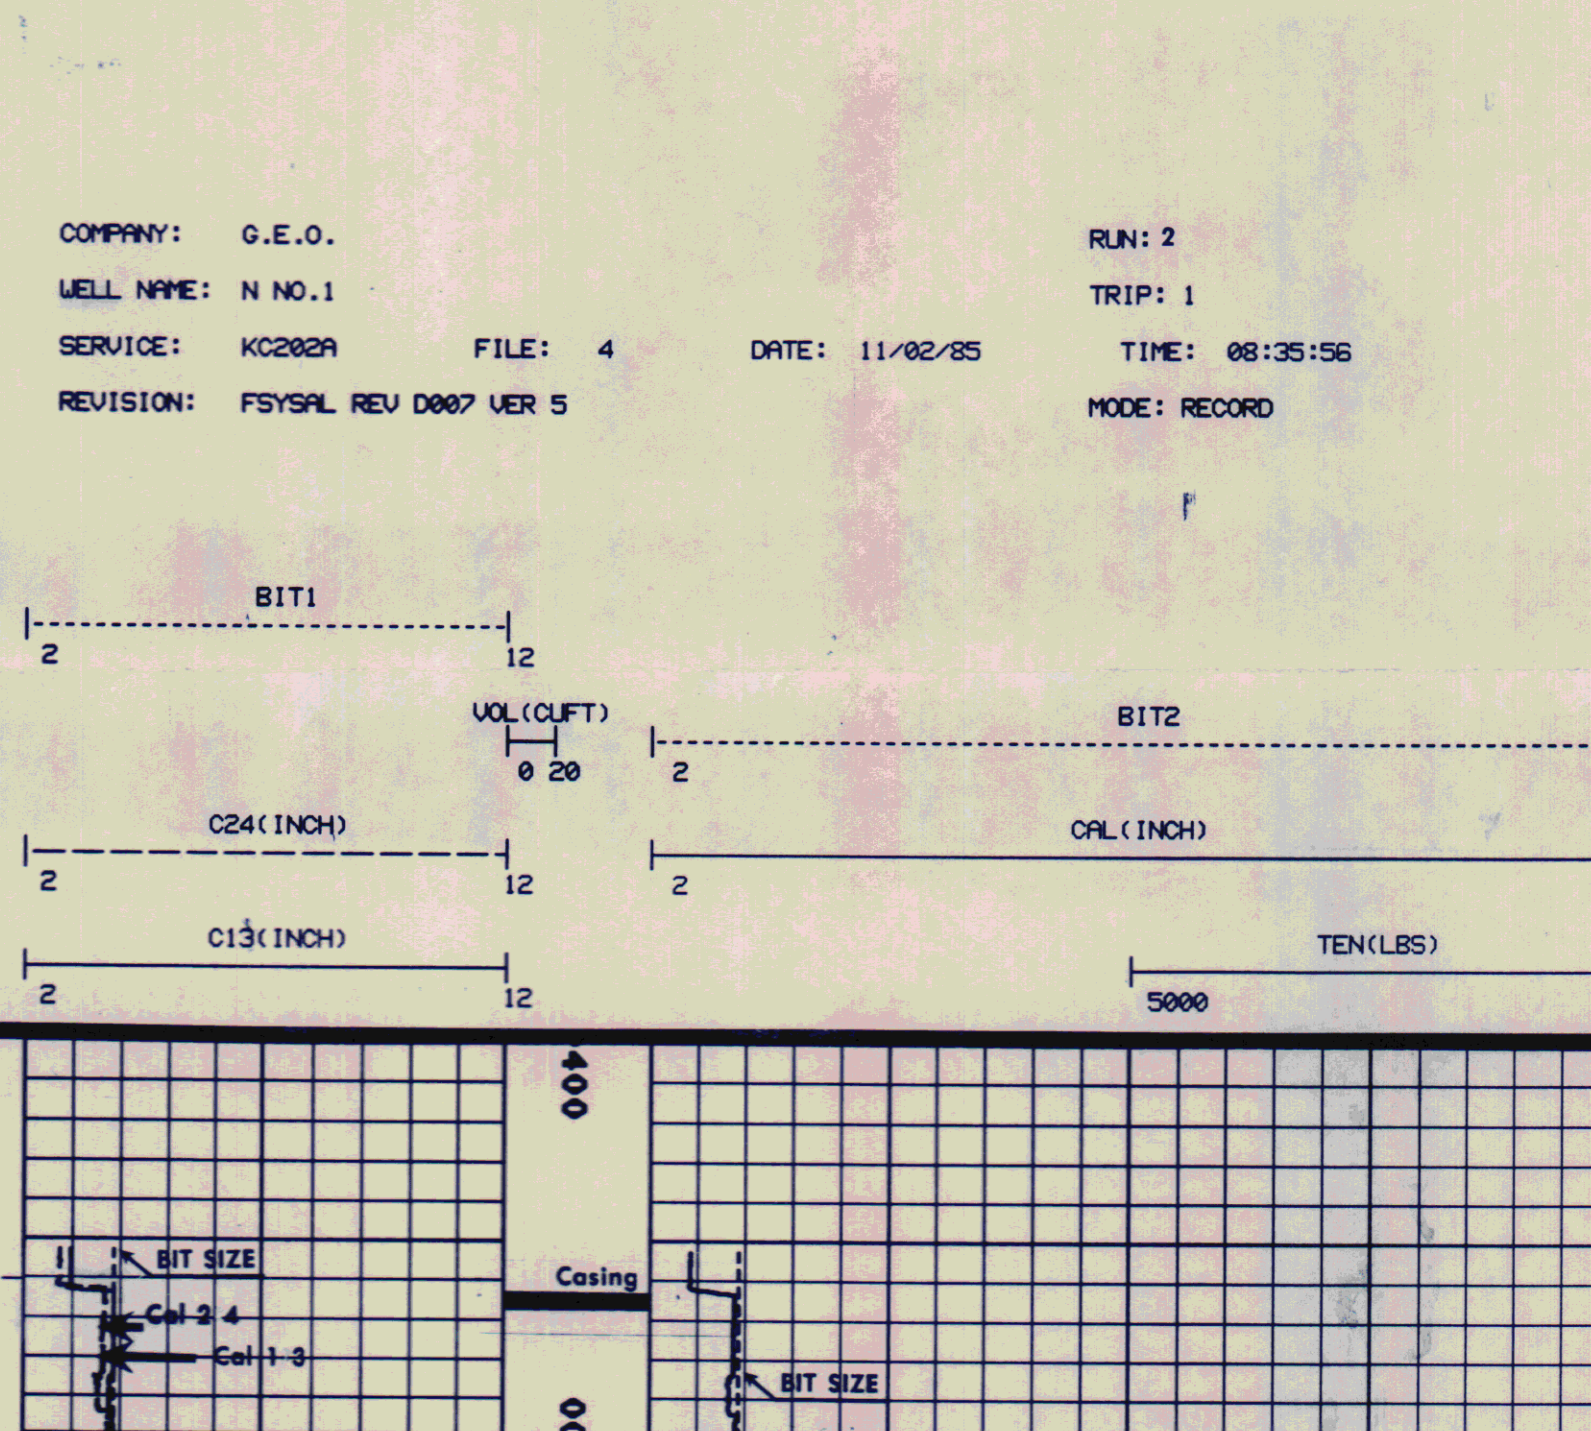 COMPANY: G.E.O. RUN: 2
WELL NAME: N NO.1 TRIP: 1
SERVICE: KC202A FILE: 4 DATE: 11/02/85 TIME: 08:35:56
REVISION: FSYSAL REV D007 VER 5 MODE: RECORD
BIT1
2 12
VOL(CUFT) BIT2
0 20 2
C24(INCH) CAL(INCH)
2 12 2
C13(INCH) TEN(LBS)
2 12 5000
400
BIT SIZE
Casing
Cal 2 4
Cal 1 3
BIT SIZE